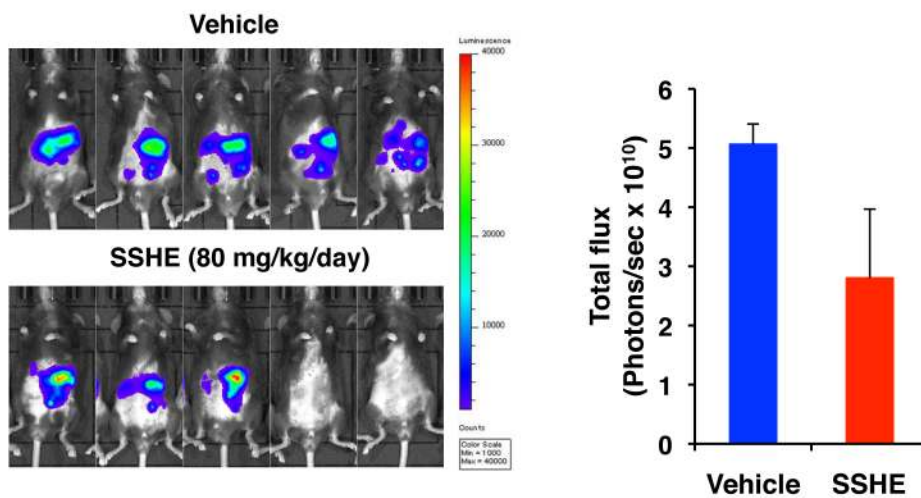 Vehicle
Luminescence
40000
30000
20000
10000
Counts
Color Scale
Min = 1000
Max = 40000
SSHE (80 mg/kg/day)
Total flux
(Photons/sec x 10¹⁰)
6
5
4
3
2
1
0
Vehicle
SSHE